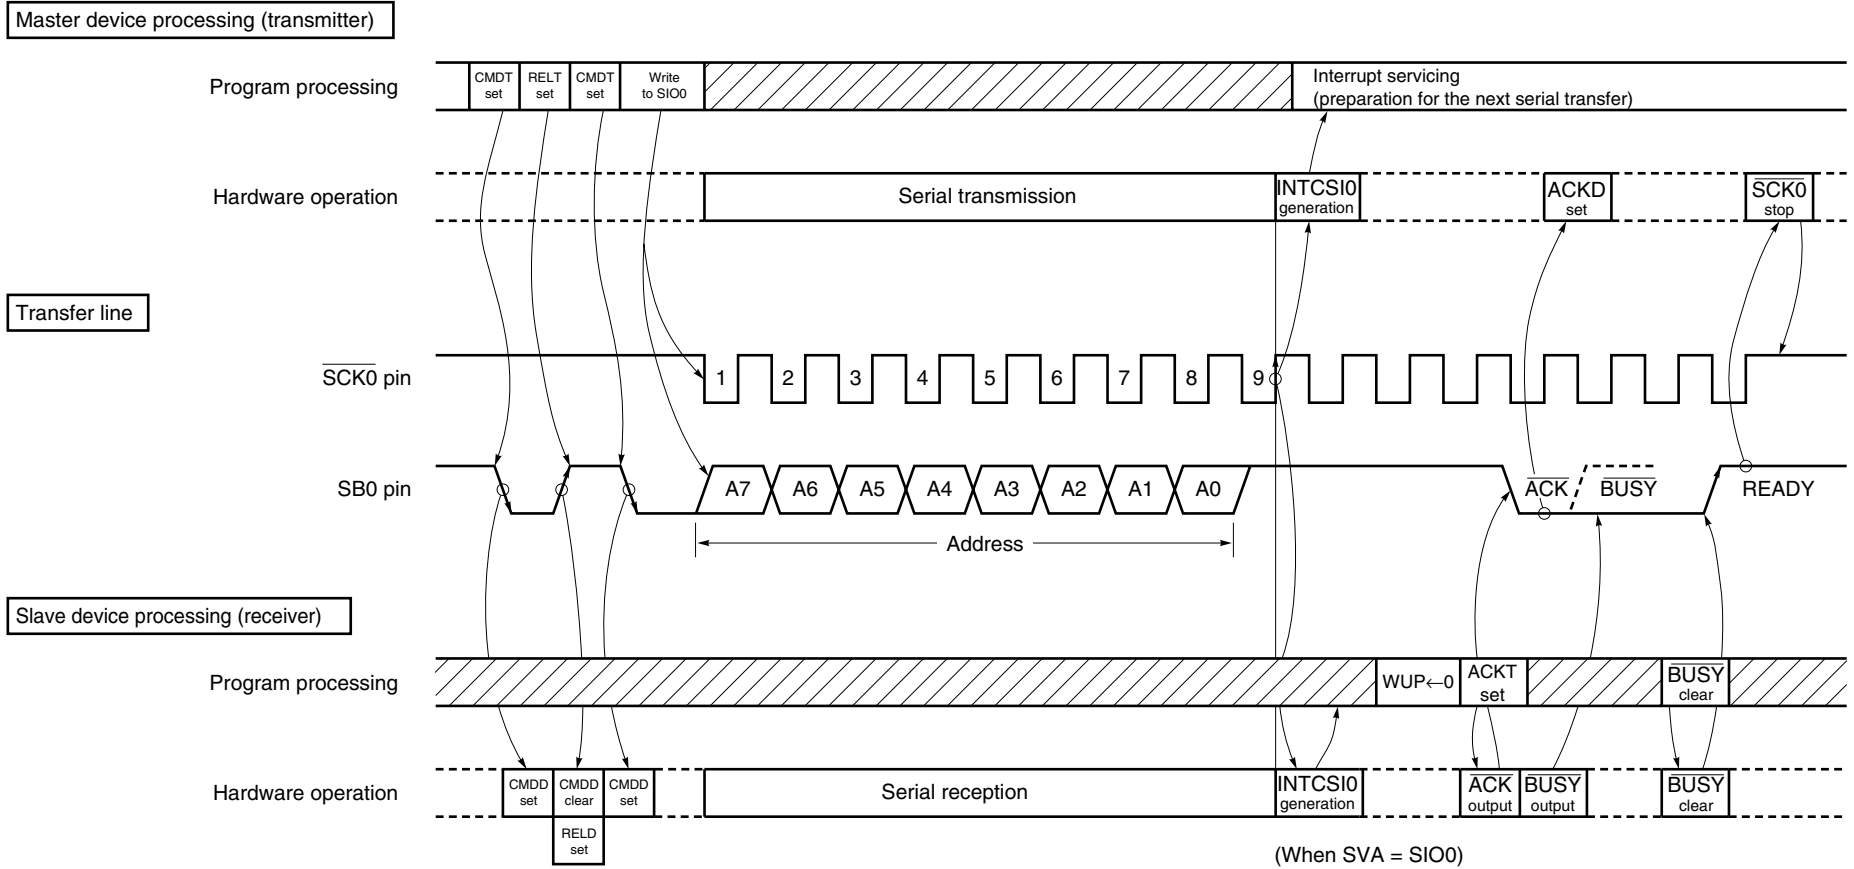 Master device processing (transmitter)
Program processing
CMDT
set
RELT
set
CMDT
set
Write
to SIO0
Interrupt servicing
(preparation for the next serial transfer)
Hardware operation
Serial transmission
INTCSI0
generation
ACKD
set
SCK0
stop
Transfer line
SCK0 pin
1 2 3 4 5 6 7 8 9
SB0 pin
A7 A6 A5 A4 A3 A2 A1 A0
ACK
BUSY
READY
Address
Slave device processing (receiver)
Program processing
WUP←0
ACKT
set
BUSY
clear
Hardware operation
CMDD
set
CMDD
clear
CMDD
set
RELD
set
Serial reception
INTCSI0
generation
ACK
output
BUSY
output
BUSY
clear
(When SVA = SIO0)